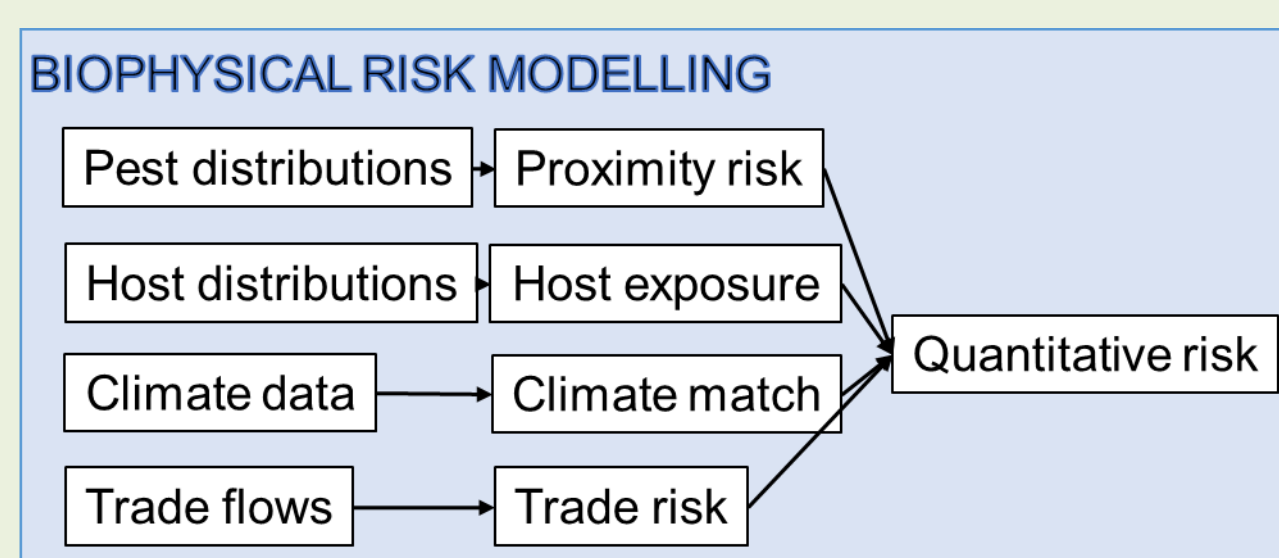 BIOPHYSICAL RISK MODELLING
Pest distributions
Proximity risk
Host distributions
Host exposure
Quantitative risk
Climate data
Climate match
Trade flows
Trade risk